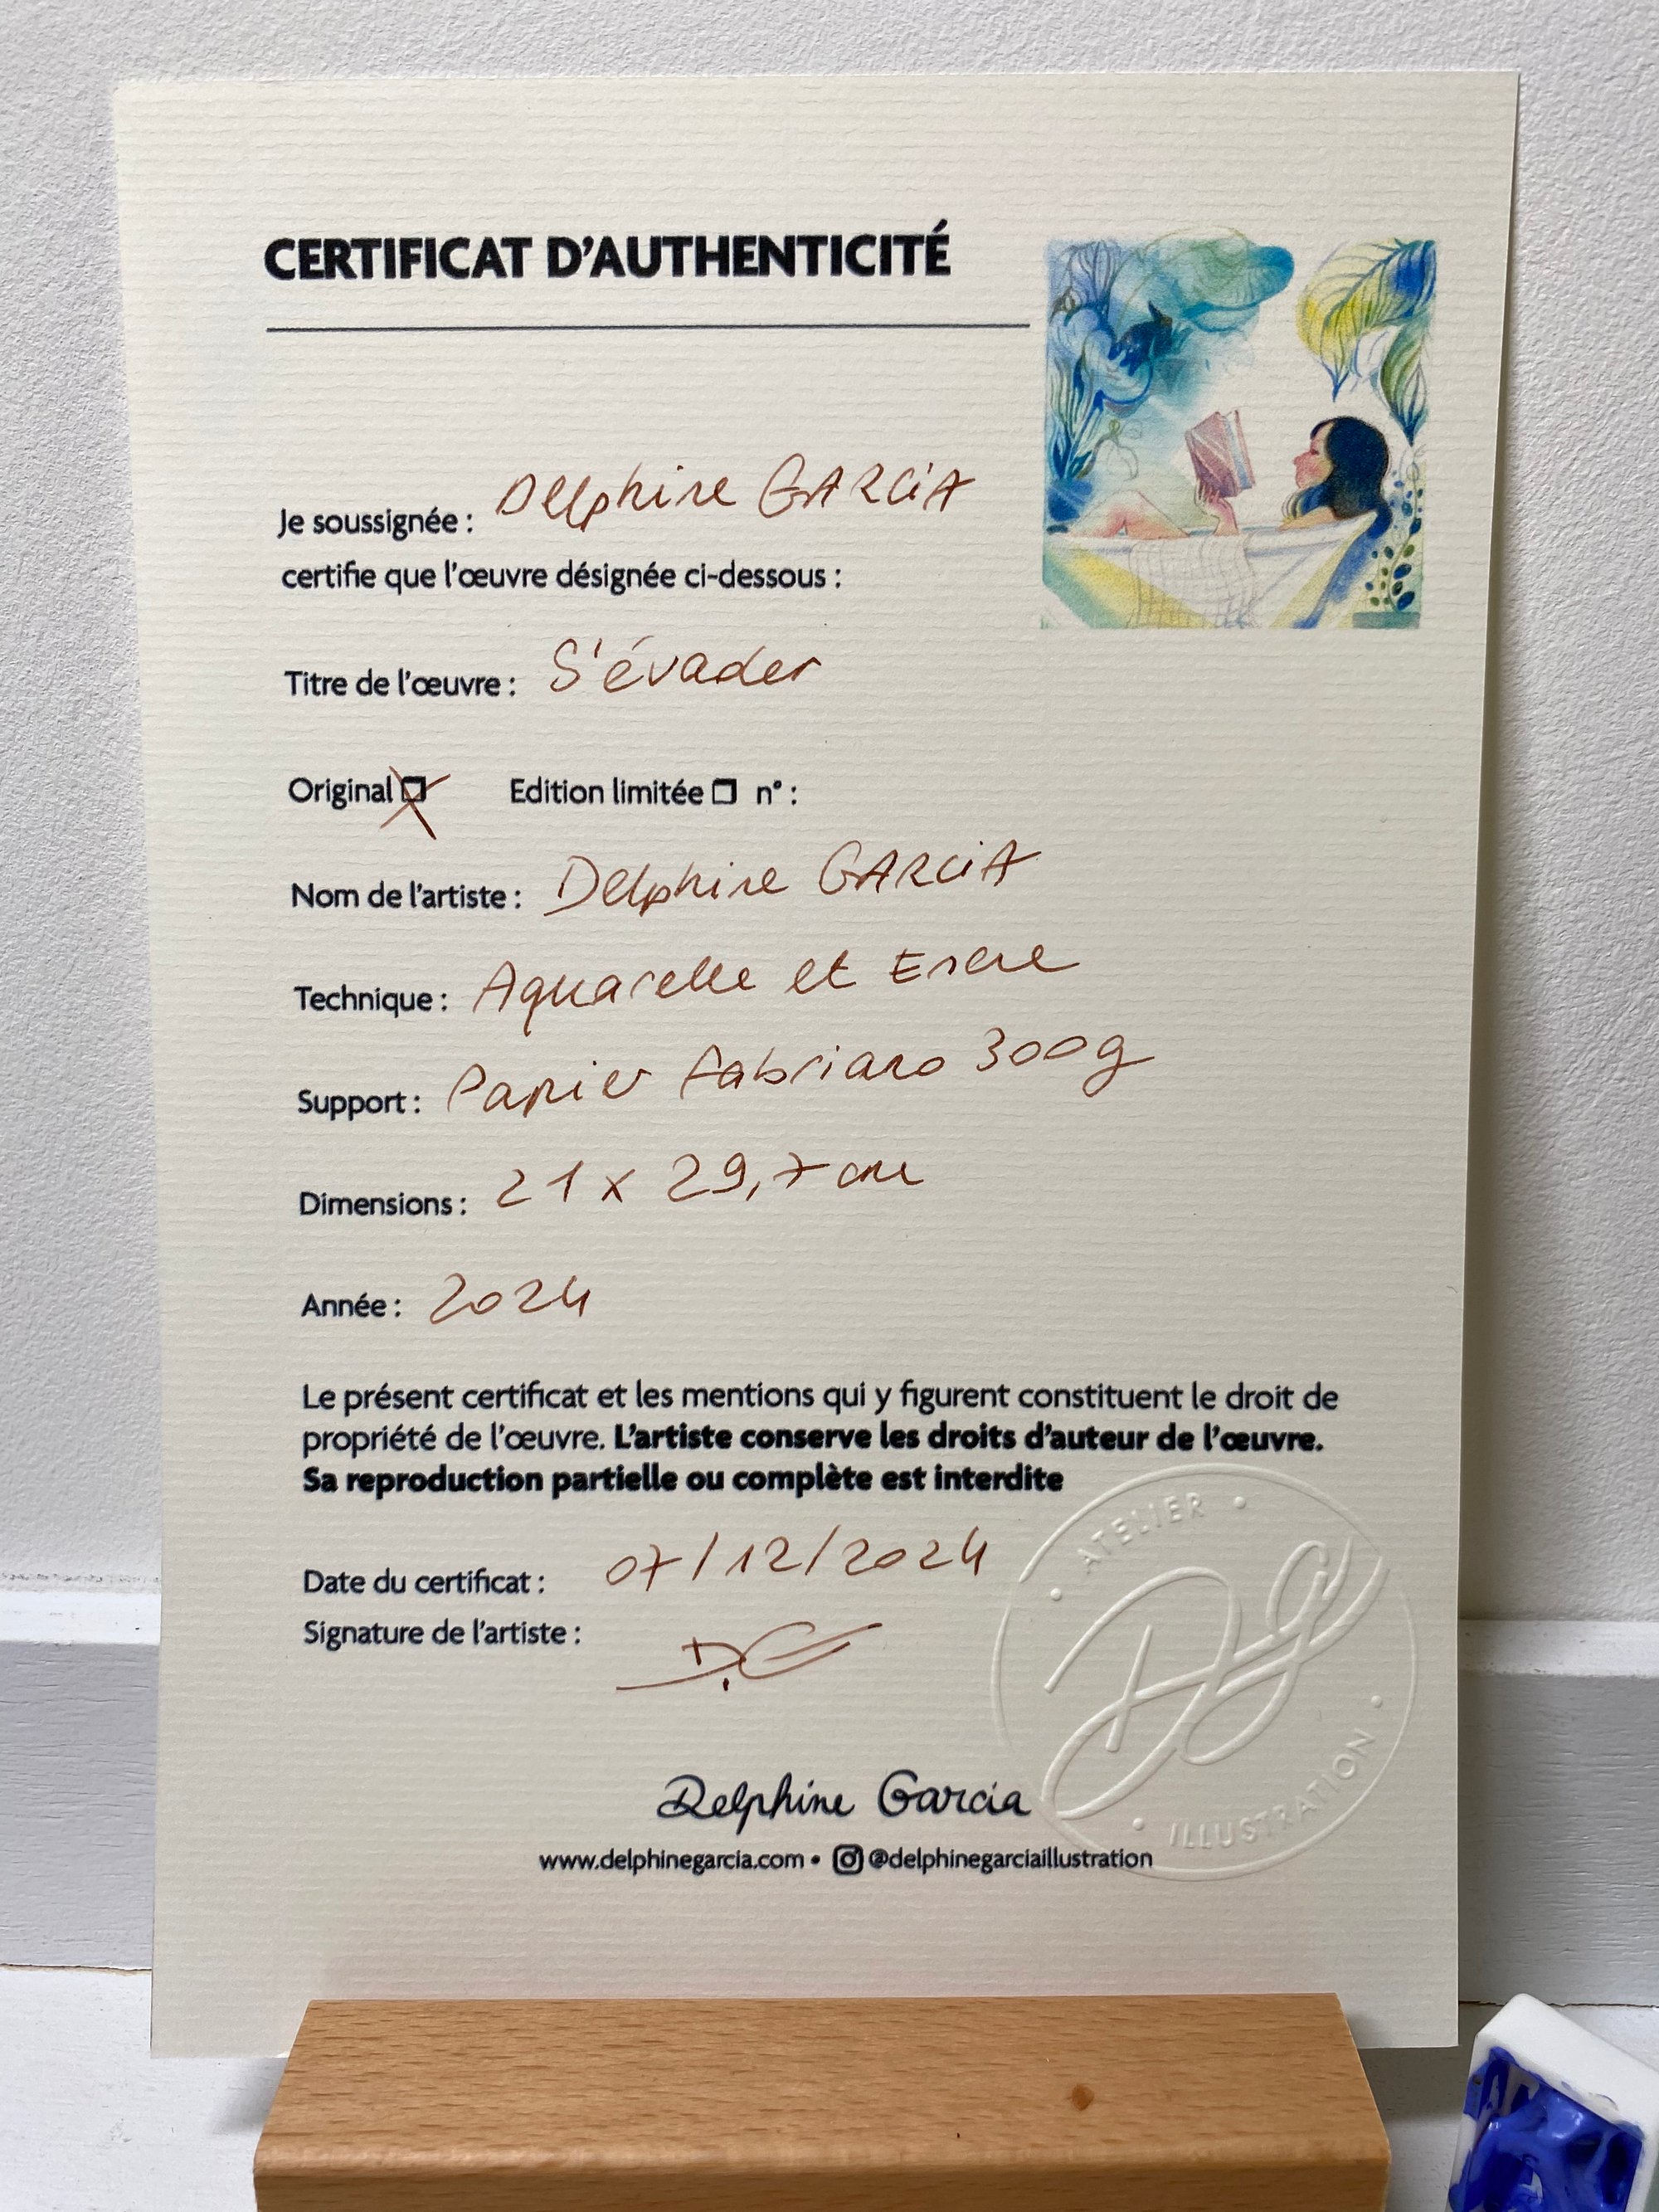 CERTIFICAT D'AUTHENTICITÉ
Je soussignée : Delphine GARCiA
certifie que l'œuvre désignée ci-dessous :
Titre de l'œuvre : S'évader
Original ☒ Edition limitée ❒ n° :
Nom de l'artiste : Delphine GARCiA
Technique : Aquarelle et Encre
Support : Papier Fabriano 300g
Dimensions : 21 x 29,7 cm
Année : 2024
Le présent certificat et les mentions qui y figurent constituent le droit de
propriété de l'œuvre. L'artiste conserve les droits d'auteur de l'œuvre.
Sa reproduction partielle ou complète est interdite
Date du certificat : 07/12/2024
Signature de l'artiste : D.G
ATELIER
DG
ILLUSTRATION
Delphine Garcia
www.delphinegarcia.com • @delphinegarciaillustration